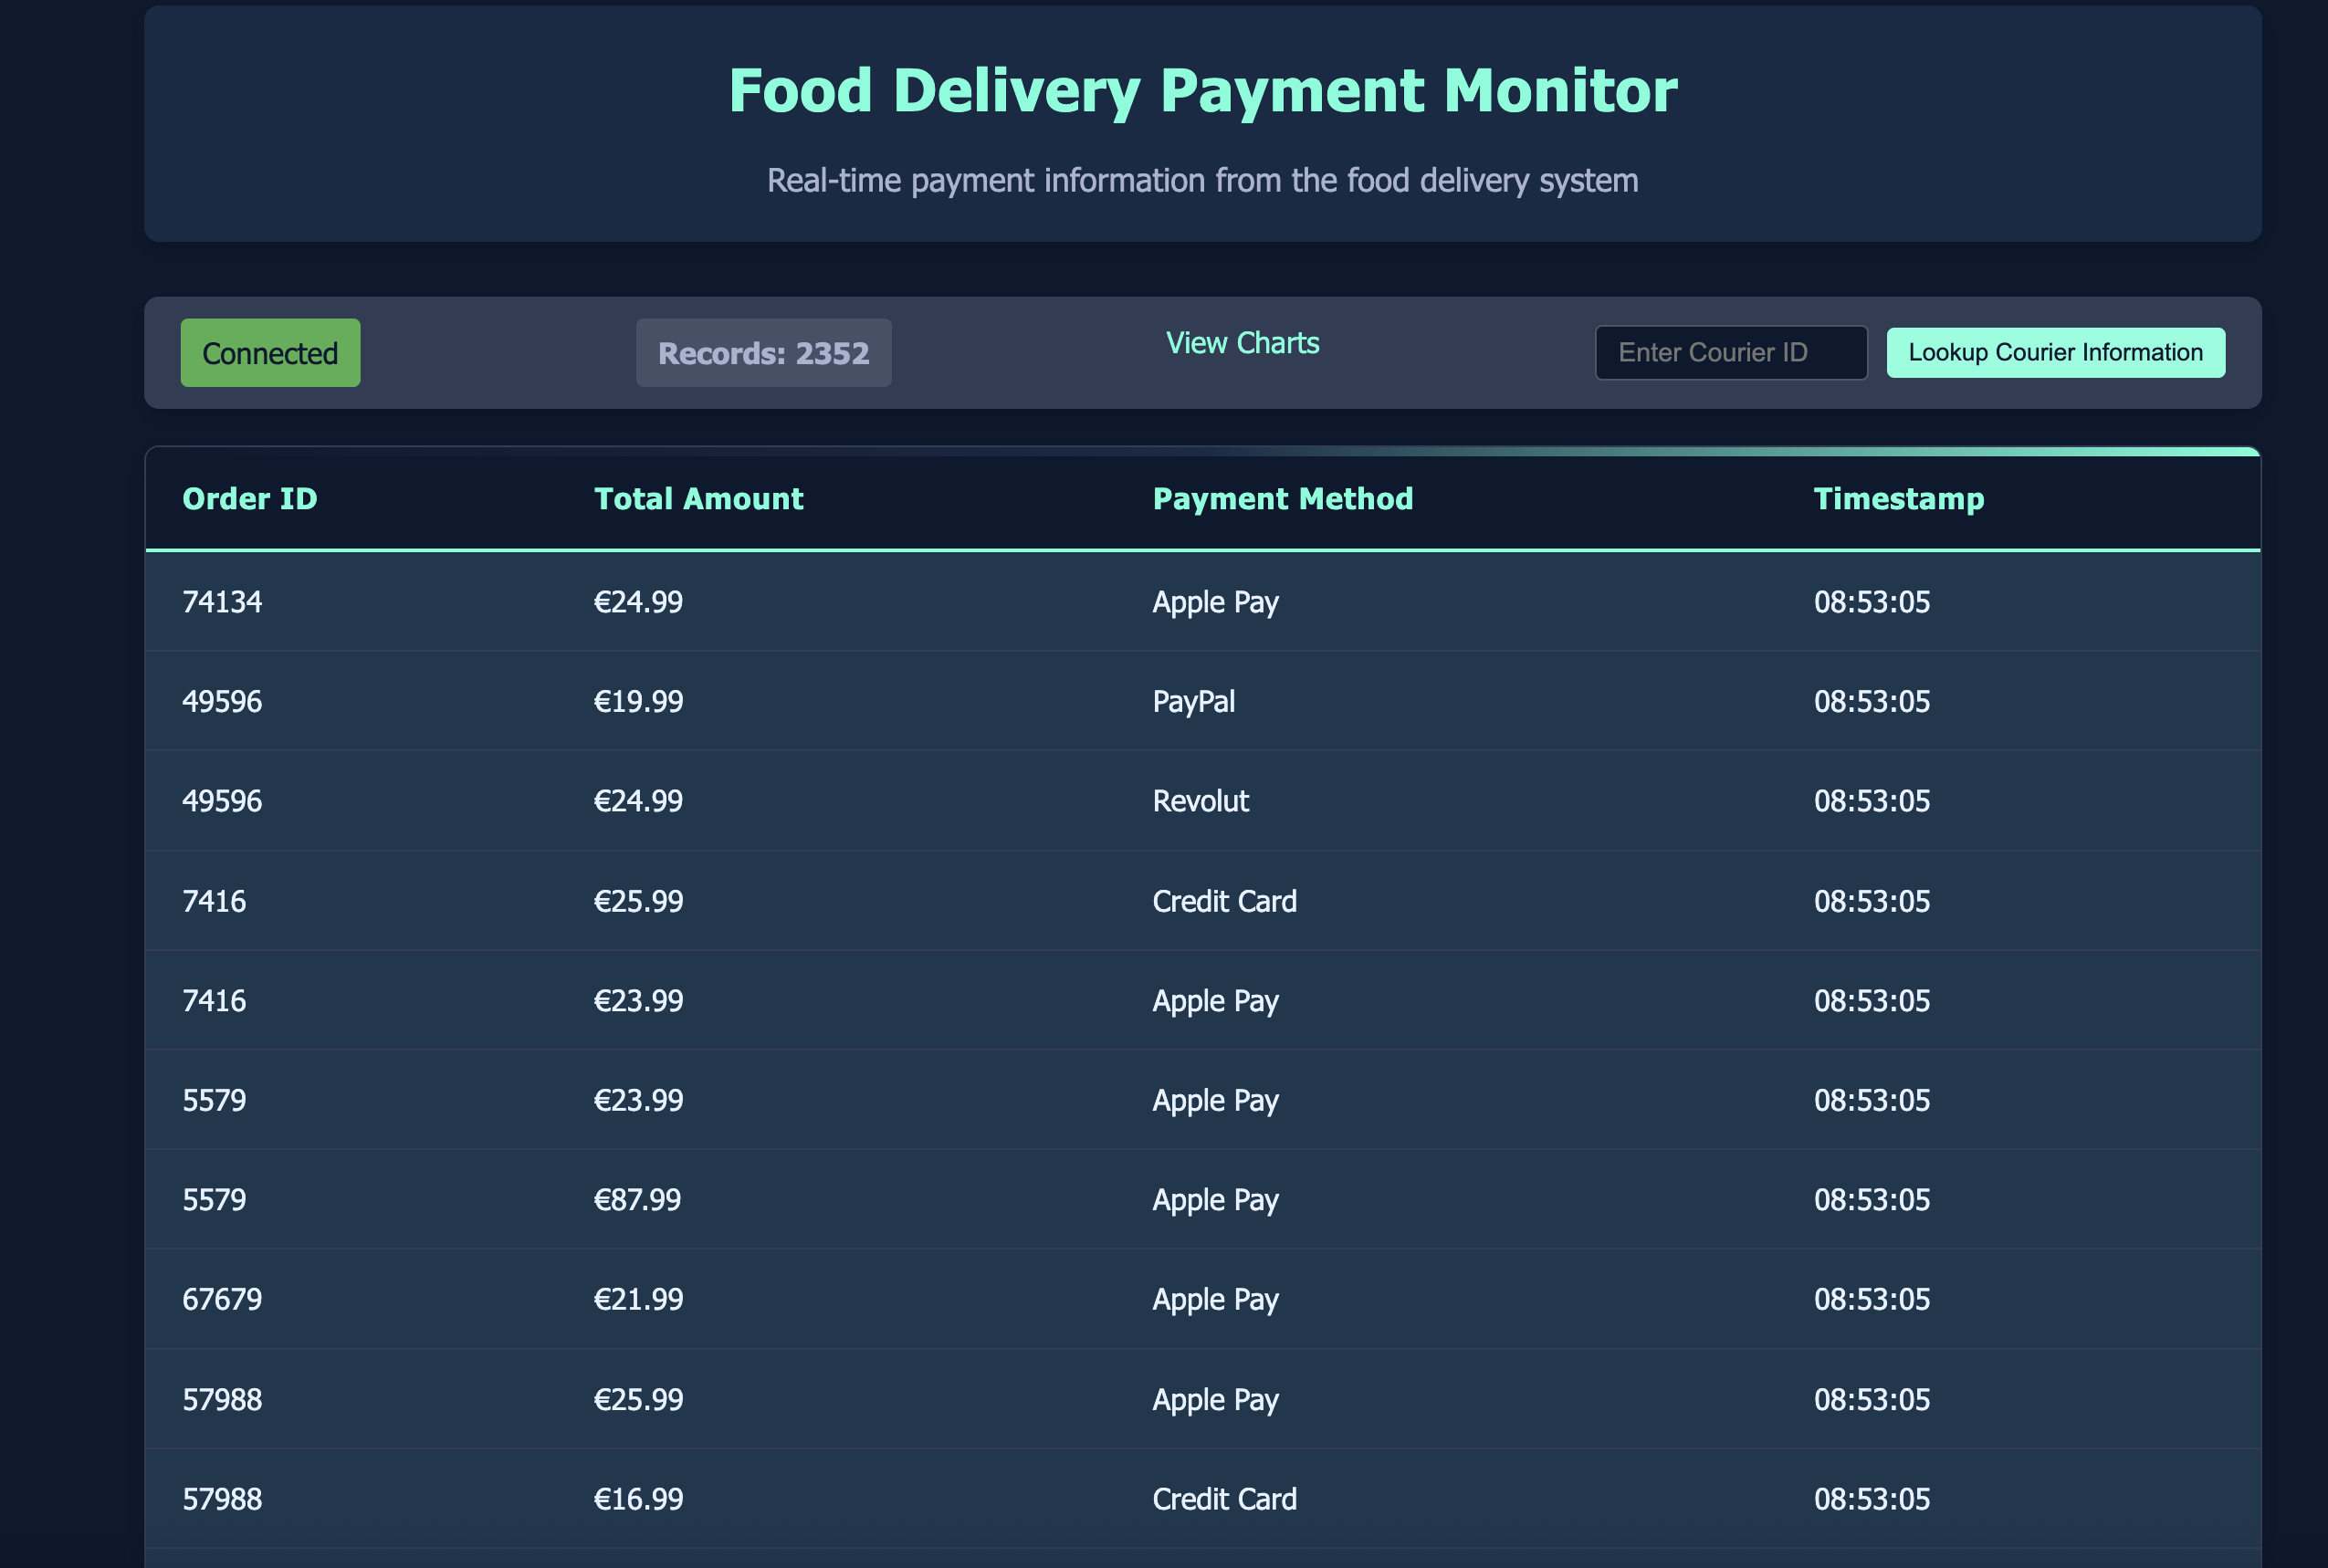 Food Delivery Payment Monitor
Real-time payment information from the food delivery system
Connected Records: 2352 View Charts Enter Courier ID Lookup Courier Information
Order ID Total Amount Payment Method Timestamp
74134 €24.99 Apple Pay 08:53:05
49596 €19.99 PayPal 08:53:05
49596 €24.99 Revolut 08:53:05
7416 €25.99 Credit Card 08:53:05
7416 €23.99 Apple Pay 08:53:05
5579 €23.99 Apple Pay 08:53:05
5579 €87.99 Apple Pay 08:53:05
67679 €21.99 Apple Pay 08:53:05
57988 €25.99 Apple Pay 08:53:05
57988 €16.99 Credit Card 08:53:05